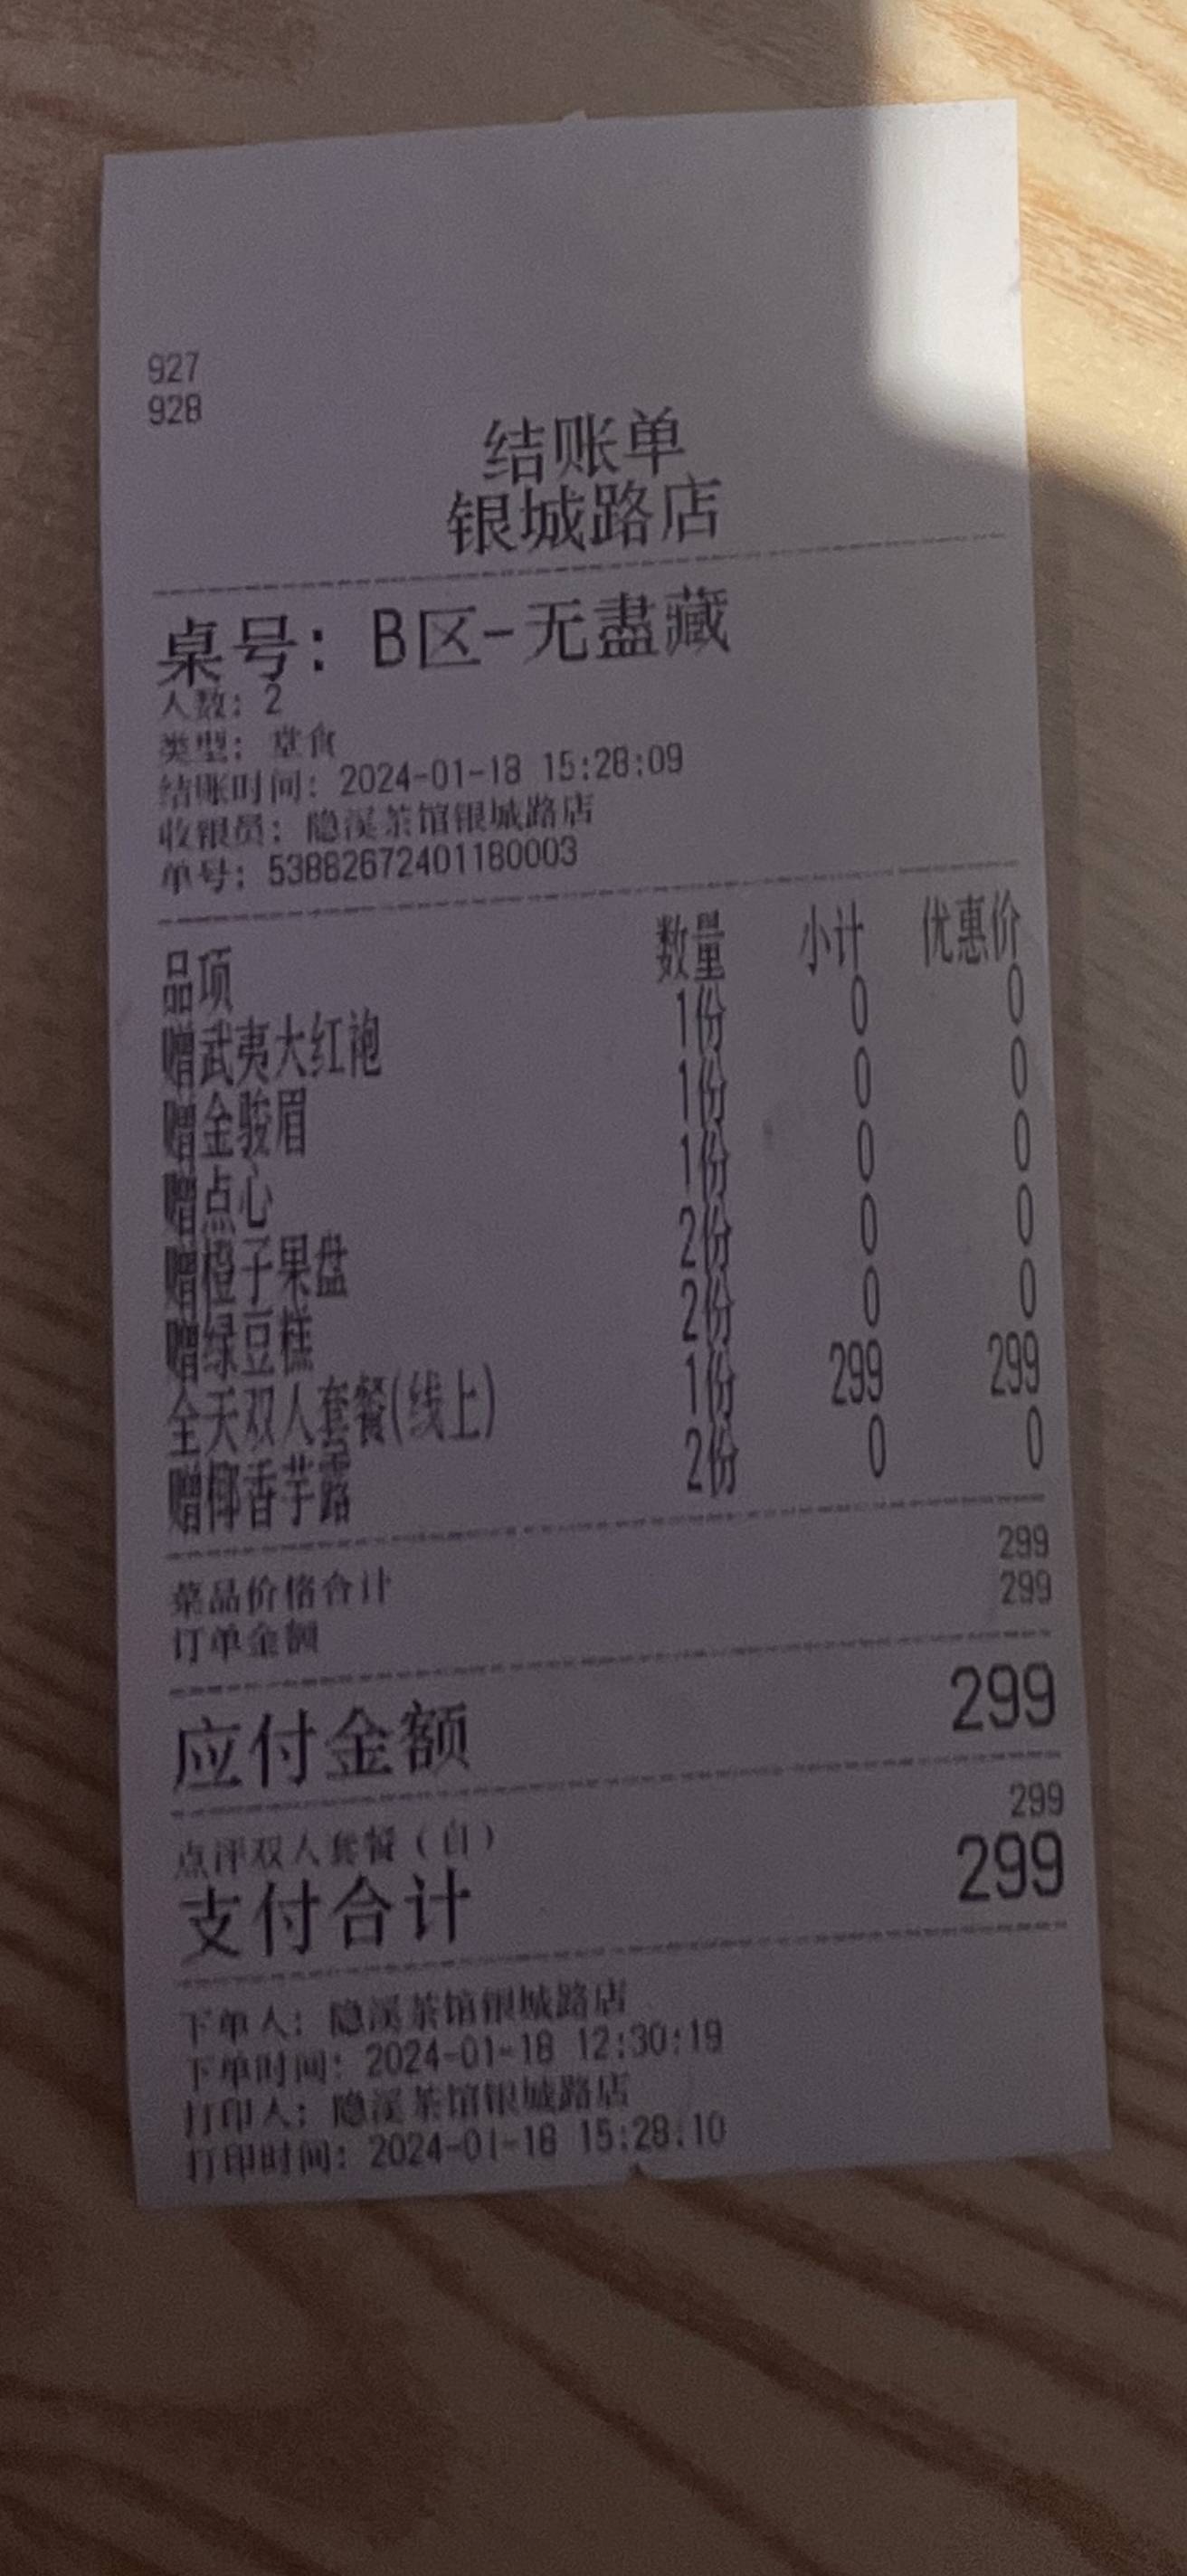 927
928
结账单
银城路店
桌号: B区-无盡藏
人数: 2
类型: 堂食
结账时间: 2024-01-18 15:28:09
收银员: 隐溪茶馆银城路店
单号: 53882672401180003
品项 数量 小计 优惠价
赠武夷大红袍 1份 0 0
赠金骏眉 1份 0 0
赠点心 1份 0 0
赠橙子果盘 2份 0 0
赠绿豆糕 2份 0 0
全天双人套餐(线上) 1份 299 299
赠椰香芋露 2份 0 0
菜品价格合计 299
订单金额 299
应付金额 299
点评双人套餐（自） 299
支付合计 299
下单人: 隐溪茶馆银城路店
下单时间: 2024-01-18 12:30:19
打印人: 隐溪茶馆银城路店
打印时间: 2024-01-18 15:28:10